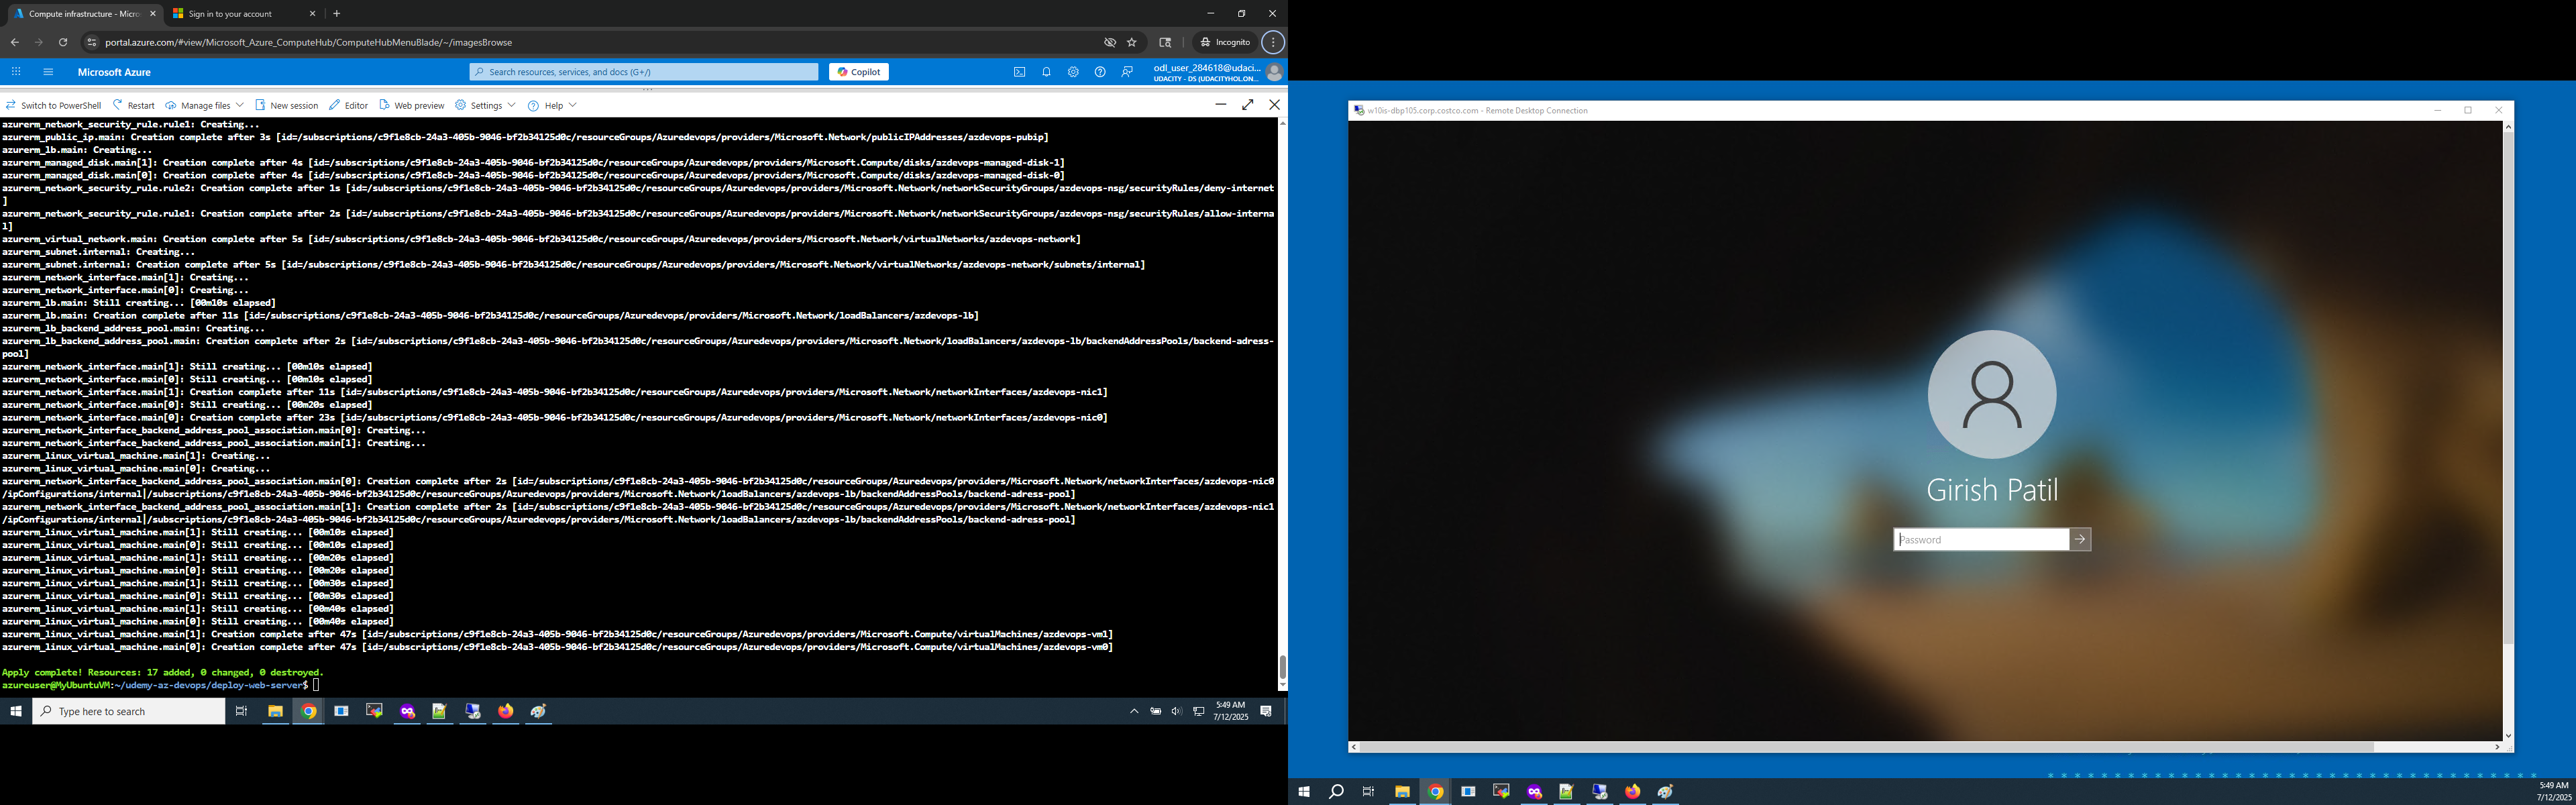 Compute infrastructure - Micro
Sign in to your account
portal.azure.com/#view/Microsoft_Azure_ComputeHub/ComputeHubMenuBlade/~/imagesBrowse
Incognito
Microsoft Azure
Search resources, services, and docs (G+/)
Copilot
odl_user_284618@udaci...
UDACITY - DS (UDACITYHOL.ON...
Switch to PowerShell
Restart
Manage files
New session
Editor
Web preview
Settings
Help
azurerm_network_security_rule.rule1: Creating...
azurerm_public_ip.main: Creation complete after 3s [id=/subscriptions/c9f1e8cb-24a3-405b-9046-bf2b34125d0c/resourceGroups/Azuredevops/providers/Microsoft.Network/publicIPAddresses/azdevops-pubip]
azurerm_lb.main: Creating...
azurerm_managed_disk.main[1]: Creation complete after 4s [id=/subscriptions/c9f1e8cb-24a3-405b-9046-bf2b34125d0c/resourceGroups/Azuredevops/providers/Microsoft.Compute/disks/azdevops-managed-disk-1]
azurerm_managed_disk.main[0]: Creation complete after 4s [id=/subscriptions/c9f1e8cb-24a3-405b-9046-bf2b34125d0c/resourceGroups/Azuredevops/providers/Microsoft.Compute/disks/azdevops-managed-disk-0]
azurerm_network_security_rule.rule2: Creation complete after 1s [id=/subscriptions/c9f1e8cb-24a3-405b-9046-bf2b34125d0c/resourceGroups/Azuredevops/providers/Microsoft.Network/networkSecurityGroups/azdevops-nsg/securityRules/deny-internet
]
azurerm_network_security_rule.rule1: Creation complete after 2s [id=/subscriptions/c9f1e8cb-24a3-405b-9046-bf2b34125d0c/resourceGroups/Azuredevops/providers/Microsoft.Network/networkSecurityGroups/azdevops-nsg/securityRules/allow-interna
l]
azurerm_virtual_network.main: Creation complete after 5s [id=/subscriptions/c9f1e8cb-24a3-405b-9046-bf2b34125d0c/resourceGroups/Azuredevops/providers/Microsoft.Network/virtualNetworks/azdevops-network]
azurerm_subnet.internal: Creating...
azurerm_subnet.internal: Creation complete after 5s [id=/subscriptions/c9f1e8cb-24a3-405b-9046-bf2b34125d0c/resourceGroups/Azuredevops/providers/Microsoft.Network/virtualNetworks/azdevops-network/subnets/internal]
azurerm_network_interface.main[1]: Creating...
azurerm_network_interface.main[0]: Creating...
azurerm_lb.main: Still creating... [00m10s elapsed]
azurerm_lb.main: Creation complete after 11s [id=/subscriptions/c9f1e8cb-24a3-405b-9046-bf2b34125d0c/resourceGroups/Azuredevops/providers/Microsoft.Network/loadBalancers/azdevops-lb]
azurerm_lb_backend_address_pool.main: Creating...
azurerm_lb_backend_address_pool.main: Creation complete after 2s [id=/subscriptions/c9f1e8cb-24a3-405b-9046-bf2b34125d0c/resourceGroups/Azuredevops/providers/Microsoft.Network/loadBalancers/azdevops-lb/backendAddressPools/backend-adress-
pool]
azurerm_network_interface.main[1]: Still creating... [00m10s elapsed]
azurerm_network_interface.main[0]: Still creating... [00m10s elapsed]
azurerm_network_interface.main[1]: Creation complete after 11s [id=/subscriptions/c9f1e8cb-24a3-405b-9046-bf2b34125d0c/resourceGroups/Azuredevops/providers/Microsoft.Network/networkInterfaces/azdevops-nic1]
azurerm_network_interface.main[0]: Still creating... [00m20s elapsed]
azurerm_network_interface.main[0]: Creation complete after 23s [id=/subscriptions/c9f1e8cb-24a3-405b-9046-bf2b34125d0c/resourceGroups/Azuredevops/providers/Microsoft.Network/networkInterfaces/azdevops-nic0]
azurerm_network_interface_backend_address_pool_association.main[0]: Creating...
azurerm_network_interface_backend_address_pool_association.main[1]: Creating...
azurerm_linux_virtual_machine.main[1]: Creating...
azurerm_linux_virtual_machine.main[0]: Creating...
azurerm_network_interface_backend_address_pool_association.main[0]: Creation complete after 2s [id=/subscriptions/c9f1e8cb-24a3-405b-9046-bf2b34125d0c/resourceGroups/Azuredevops/providers/Microsoft.Network/networkInterfaces/azdevops-nic0
/ipConfigurations/internal|/subscriptions/c9f1e8cb-24a3-405b-9046-bf2b34125d0c/resourceGroups/Azuredevops/providers/Microsoft.Network/loadBalancers/azdevops-lb/backendAddressPools/backend-adress-pool]
azurerm_network_interface_backend_address_pool_association.main[1]: Creation complete after 2s [id=/subscriptions/c9f1e8cb-24a3-405b-9046-bf2b34125d0c/resourceGroups/Azuredevops/providers/Microsoft.Network/networkInterfaces/azdevops-nic1
/ipConfigurations/internal|/subscriptions/c9f1e8cb-24a3-405b-9046-bf2b34125d0c/resourceGroups/Azuredevops/providers/Microsoft.Network/loadBalancers/azdevops-lb/backendAddressPools/backend-adress-pool]
azurerm_linux_virtual_machine.main[1]: Still creating... [00m10s elapsed]
azurerm_linux_virtual_machine.main[0]: Still creating... [00m10s elapsed]
azurerm_linux_virtual_machine.main[1]: Still creating... [00m20s elapsed]
azurerm_linux_virtual_machine.main[0]: Still creating... [00m20s elapsed]
azurerm_linux_virtual_machine.main[1]: Still creating... [00m30s elapsed]
azurerm_linux_virtual_machine.main[0]: Still creating... [00m30s elapsed]
azurerm_linux_virtual_machine.main[1]: Still creating... [00m40s elapsed]
azurerm_linux_virtual_machine.main[0]: Still creating... [00m40s elapsed]
azurerm_linux_virtual_machine.main[1]: Creation complete after 47s [id=/subscriptions/c9f1e8cb-24a3-405b-9046-bf2b34125d0c/resourceGroups/Azuredevops/providers/Microsoft.Compute/virtualMachines/azdevops-vm1]
azurerm_linux_virtual_machine.main[0]: Creation complete after 47s [id=/subscriptions/c9f1e8cb-24a3-405b-9046-bf2b34125d0c/resourceGroups/Azuredevops/providers/Microsoft.Compute/virtualMachines/azdevops-vm0]
Apply complete! Resources: 17 added, 0 changed, 0 destroyed.
azureuser@MyUbuntuVM:~/udemy-az-devops/deploy-web-server$
Type here to search
5:49 AM
7/12/2025
w10is-dbp105.corp.costco.com - Remote Desktop Connection
Girish Patil
Password
5:49 AM
7/12/2025